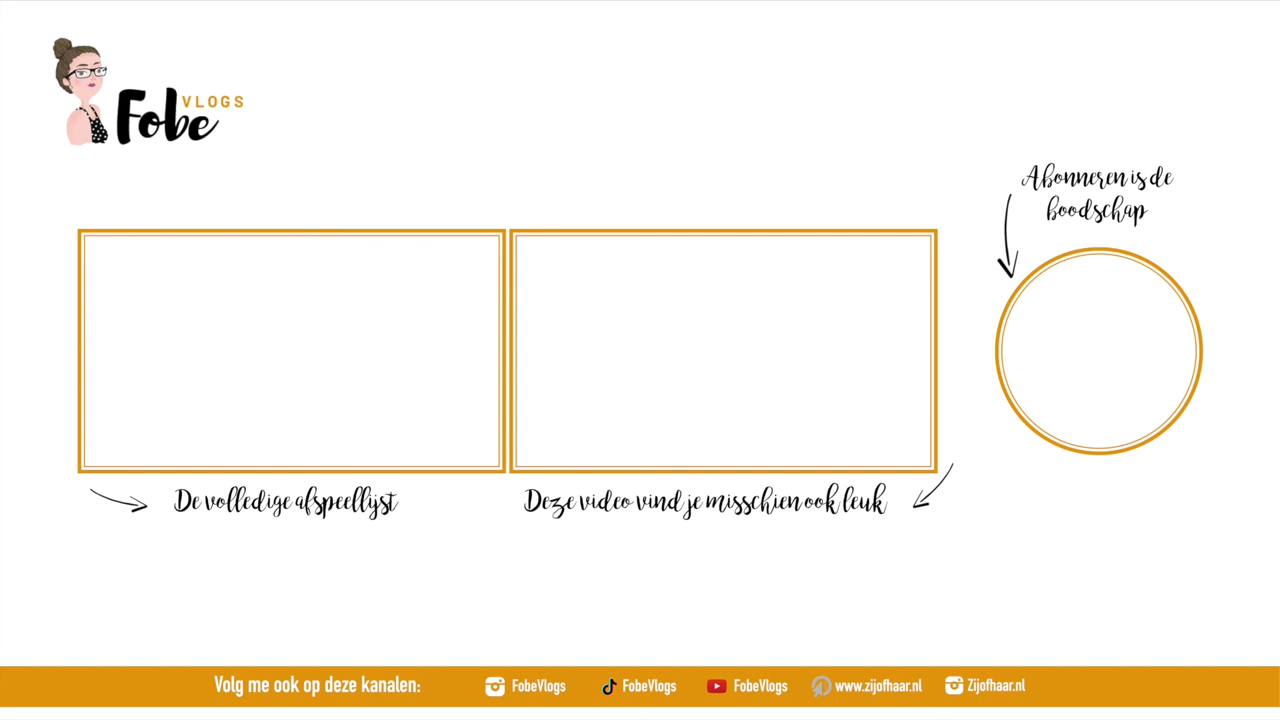 VLOGS
Fobe
Abonneren is de
boodschap
De volledige afspeellijst
Deze video vind je misschien ook leuk
Volg me ook op deze kanalen:
FobeVlogs
FobeVlogs
FobeVlogs
www.zijofhaar.nl
Zijofhaar.nl